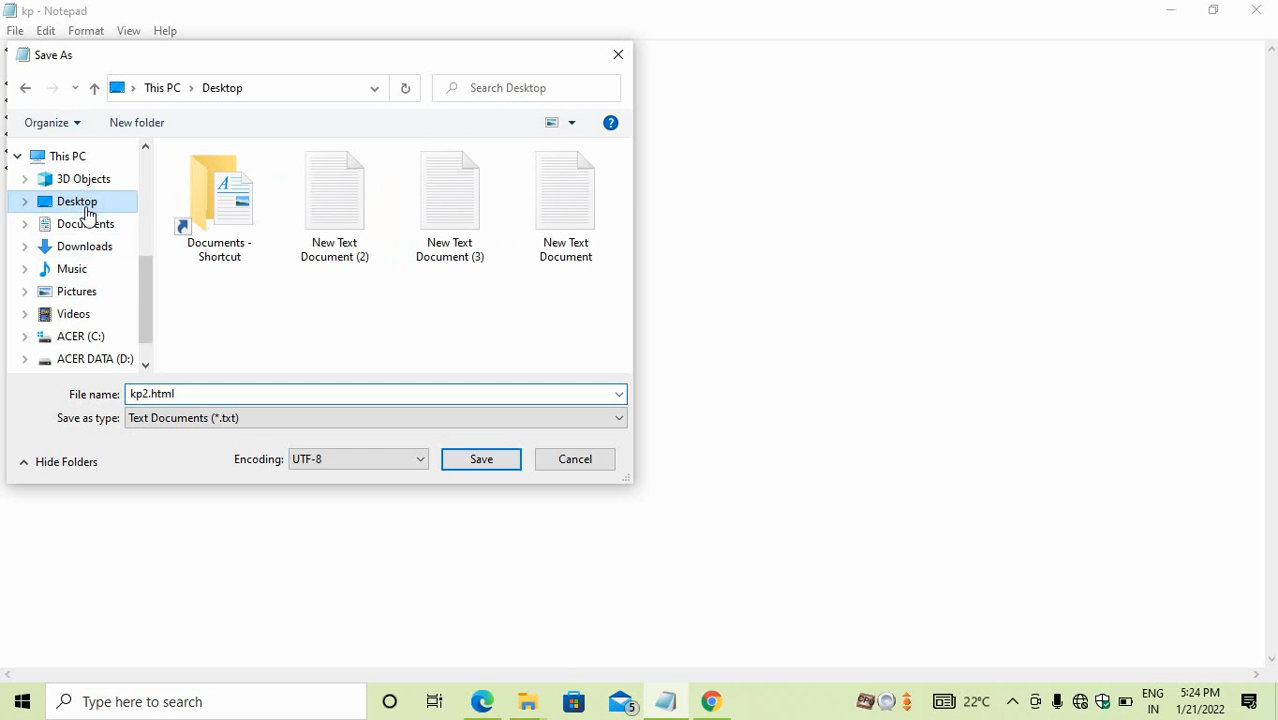 kp - Notepad
File Edit Format View Help
Save As
This PC Desktop
Search Desktop
Organize New folder
This PC
3D Objects
Desktop
Documents
Downloads
Music
Pictures
Videos
ACER (C:)
ACER DATA (D:)
Documents - Shortcut
New Text Document (2)
New Text Document (3)
New Text Document
File name: kp2.html
Save as type: Text Documents (*.txt)
Hide Folders
Encoding: UTF-8
Save
Cancel
Type here to search
5
22°C
ENG
IN
5:24 PM
1/21/2022